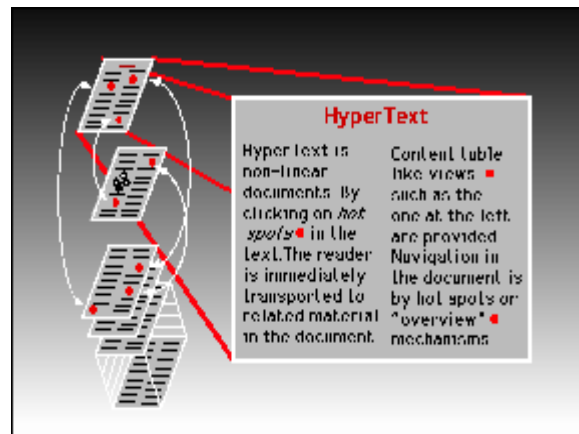 HyperText
HyperText is
non-linear
documents. By
clicking on hot
spots in the
text. The reader
is immediately
transported to
related material
in the document
Content table
like views
such as the
one at the left
are provided
Navigation in
the document is
by hot spots or
"overview"
mechanisms